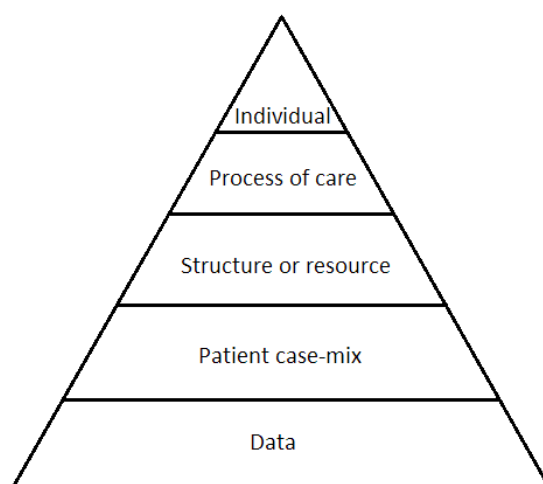 Individual
Process of care
Structure or resource
Patient case-mix
Data